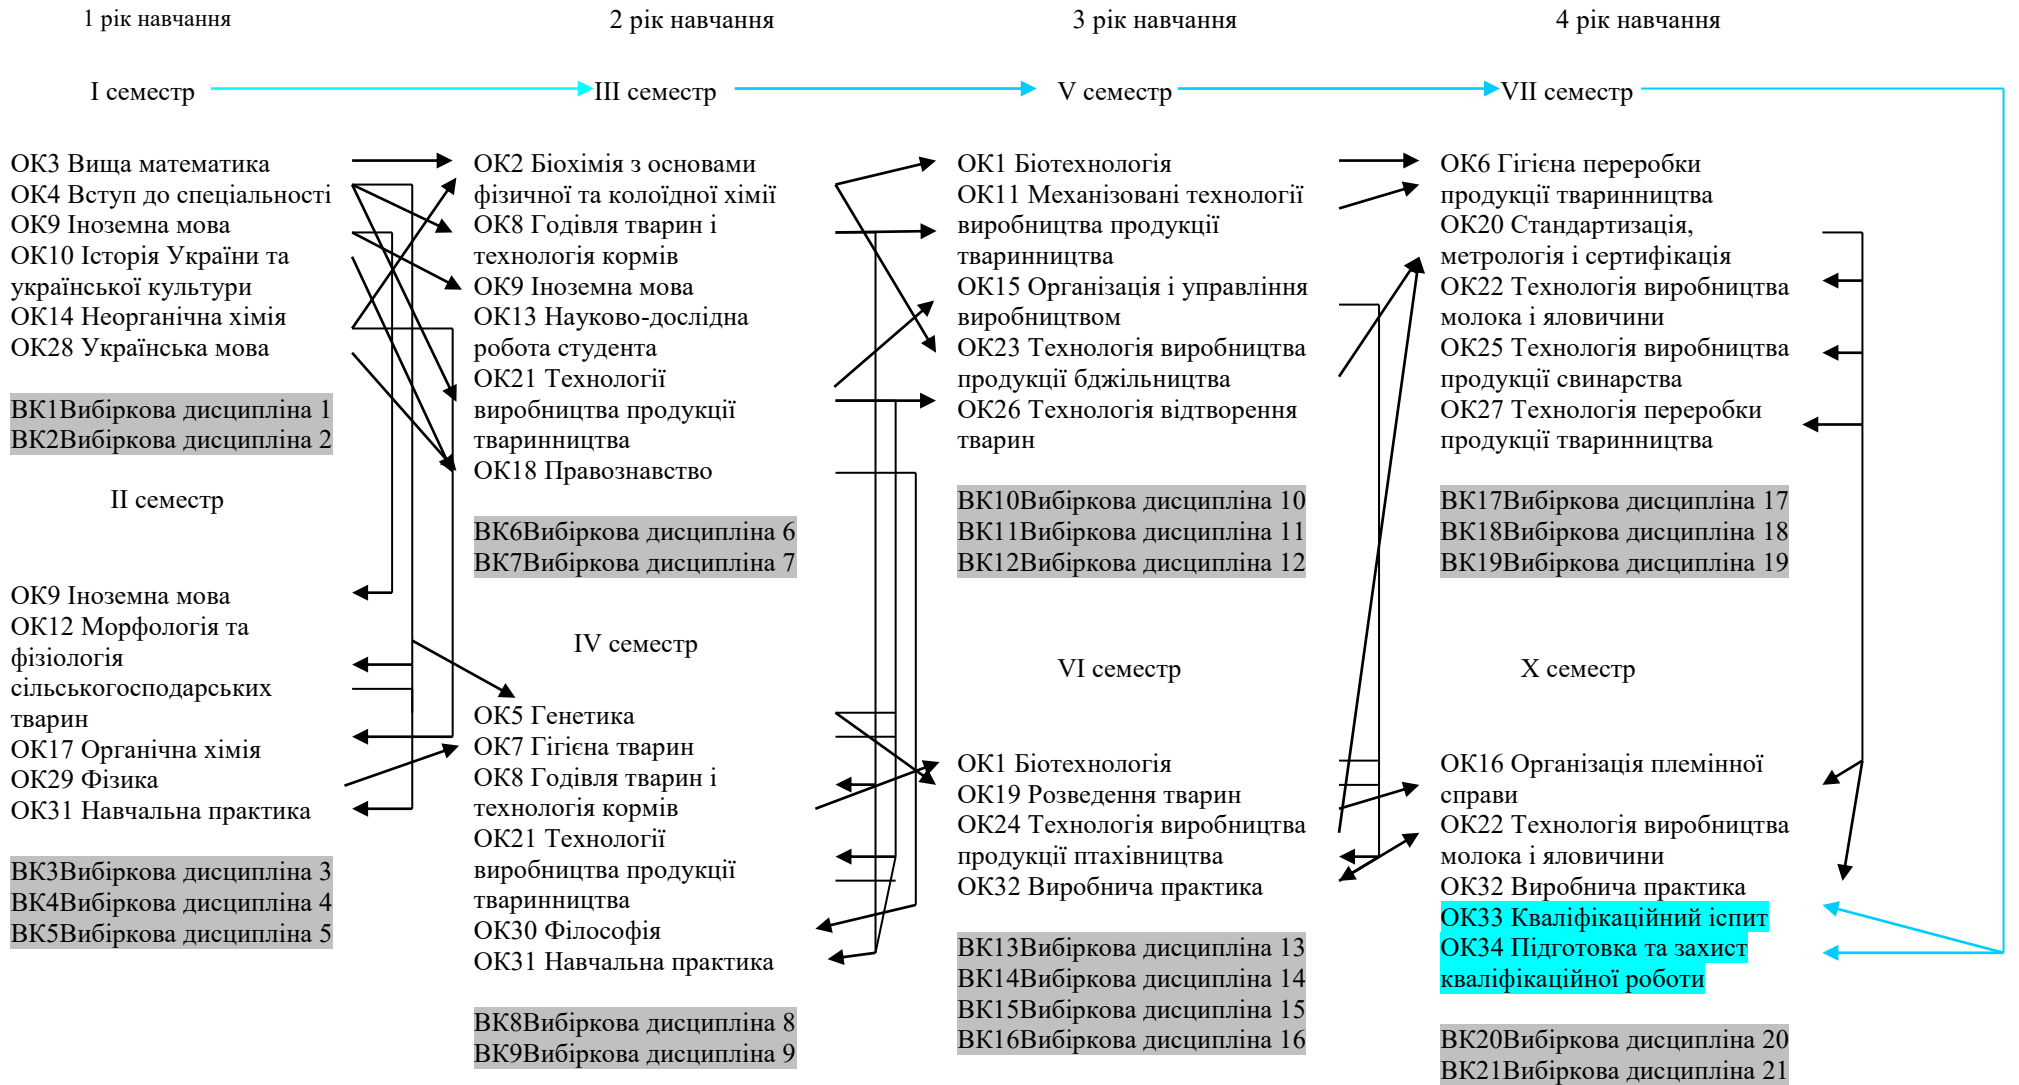 1 рік навчання
2 рік навчання
3 рік навчання
4 рік навчання
I семестр
III семестр
V семестр
VII семестр
ОК3 Вища математика
ОК4 Вступ до спеціальності
ОК9 Іноземна мова
ОК10 Історія України та
української культури
ОК14 Неорганічна хімія
ОК28 Українська мова
ВК1Вибіркова дисципліна 1
ВК2Вибіркова дисципліна 2
II семестр
ОК9 Іноземна мова
ОК12 Морфологія та
фізіологія
сільськогосподарських
тварин
ОК17 Органічна хімія
ОК29 Фізика
ОК31 Навчальна практика
ВК3Вибіркова дисципліна 3
ВК4Вибіркова дисципліна 4
ВК5Вибіркова дисципліна 5
ОК2 Біохімія з основами
фізичної та колоїдної хімії
ОК8 Годівля тварин і
технологія кормів
ОК9 Іноземна мова
ОК13 Науково-дослідна
робота студента
ОК21 Технології
виробництва продукції
тваринництва
ОК18 Правознавство
ВК6Вибіркова дисципліна 6
ВК7Вибіркова дисципліна 7
IV семестр
ОК5 Генетика
ОК7 Гігієна тварин
ОК8 Годівля тварин і
технологія кормів
ОК21 Технології
виробництва продукції
тваринництва
ОК30 Філософія
ОК31 Навчальна практика
ВК8Вибіркова дисципліна 8
ВК9Вибіркова дисципліна 9
ОК1 Біотехнологія
ОК11 Механізовані технології
виробництва продукції
тваринництва
ОК15 Організація і управління
виробництвом
ОК23 Технологія виробництва
продукції бджільництва
ОК26 Технологія відтворення
тварин
ВК10Вибіркова дисципліна 10
ВК11Вибіркова дисципліна 11
ВК12Вибіркова дисципліна 12
VI семестр
ОК1 Біотехнологія
ОК19 Розведення тварин
ОК24 Технологія виробництва
продукції птахівництва
ОК32 Виробнича практика
ВК13Вибіркова дисципліна 13
ВК14Вибіркова дисципліна 14
ВК15Вибіркова дисципліна 15
ВК16Вибіркова дисципліна 16
ОК6 Гігієна переробки
продукції тваринництва
ОК20 Стандартизація,
метрологія і сертифікація
ОК22 Технологія виробництва
молока і яловичини
ОК25 Технологія виробництва
продукції свинарства
ОК27 Технологія переробки
продукції тваринництва
ВК17Вибіркова дисципліна 17
ВК18Вибіркова дисципліна 18
ВК19Вибіркова дисципліна 19
X семестр
ОК16 Організація племінної
справи
ОК22 Технологія виробництва
молока і яловичини
ОК32 Виробнича практика
ОК33 Кваліфікаційний іспит
ОК34 Підготовка та захист
кваліфікаційної роботи
ВК20Вибіркова дисципліна 20
ВК21Вибіркова дисципліна 21